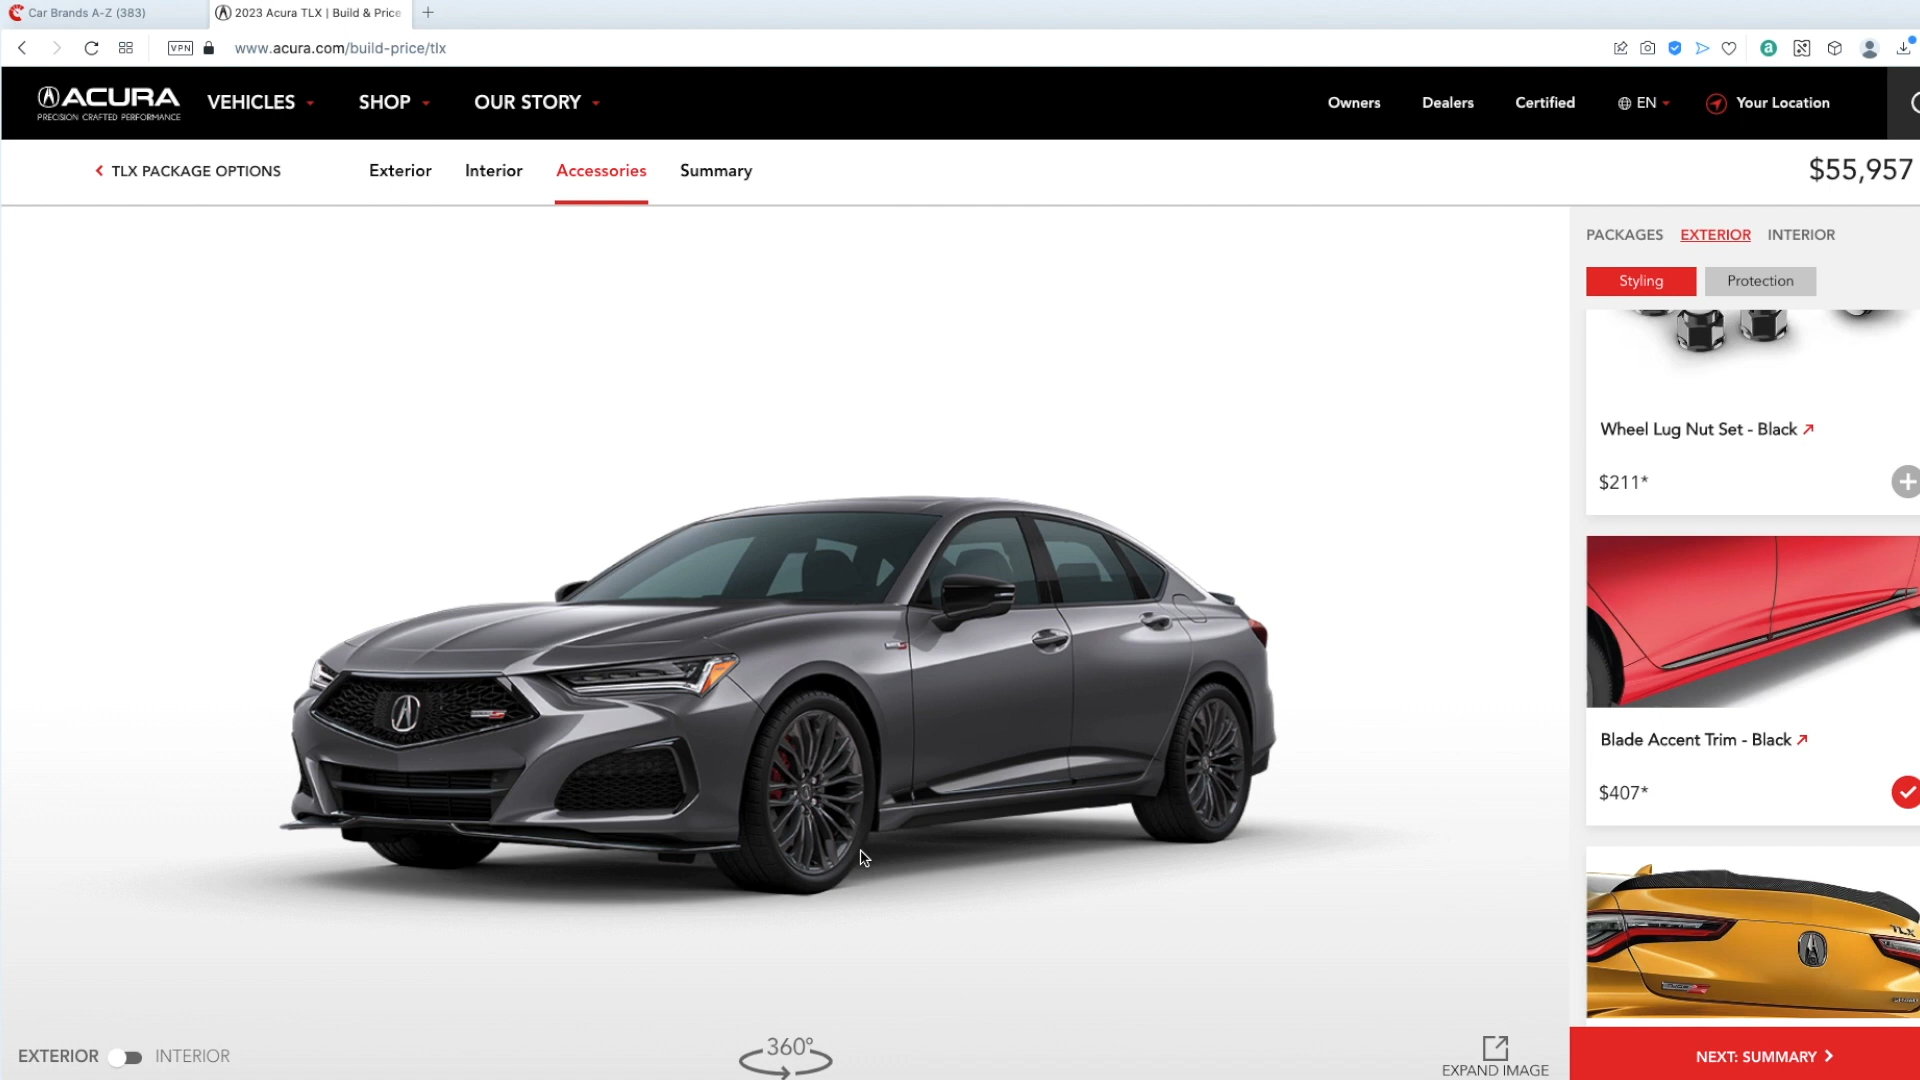 Car Brands A-Z (383)
2023 Acura TLX | Build & Price
VPN
www.acura.com/build-price/tlx
ACURA
PRECISION CRAFTED PERFORMANCE
VEHICLES
SHOP
OUR STORY
Owners
Dealers
Certified
EN
Your Location
TLX PACKAGE OPTIONS
Exterior
Interior
Accessories
Summary
$55,957
PACKAGES
EXTERIOR
INTERIOR
Styling
Protection
Wheel Lug Nut Set - Black
$211*
Blade Accent Trim - Black
$407*
TLX
EXTERIOR
INTERIOR
360°
EXPAND IMAGE
NEXT: SUMMARY